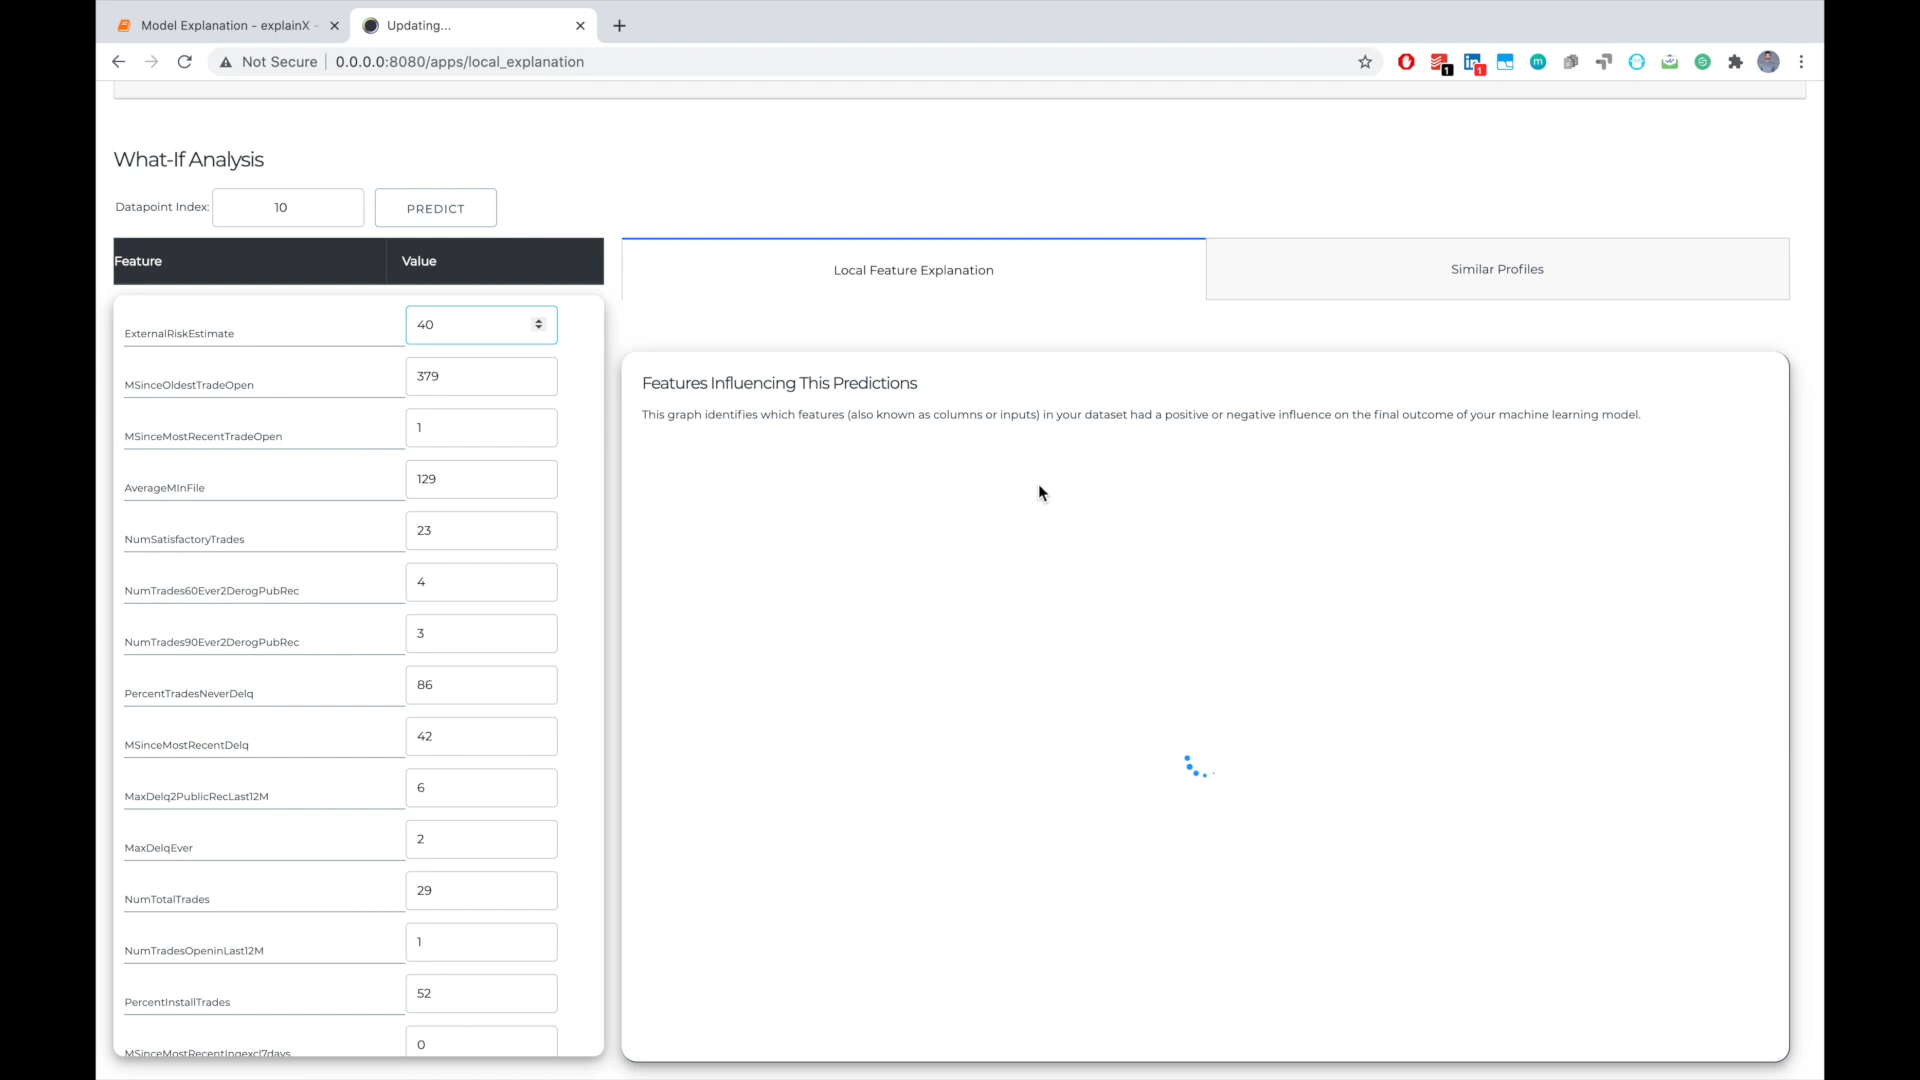 Model Explanation - explainX -
Updating...
Not Secure | 0.0.0.0:8080/apps/local_explanation
1
1
What-If Analysis
Datapoint Index: 10 PREDICT
Feature Value
Local Feature Explanation
Similar Profiles
ExternalRiskEstimate 40
MSinceOldestTradeOpen 379
MSinceMostRecentTradeOpen 1
AverageMInFile 129
NumSatisfactoryTrades 23
NumTrades60Ever2DerogPubRec 4
NumTrades90Ever2DerogPubRec 3
PercentTradesNeverDelq 86
MSinceMostRecentDelq 42
MaxDelq2PublicRecLast12M 6
MaxDelqEver 2
NumTotalTrades 29
NumTradesOpeninLast12M 1
PercentInstallTrades 52
MSinceMostRecentInqexcl7days 0
Features Influencing This Predictions
This graph identifies which features (also known as columns or inputs) in your dataset had a positive or negative influence on the final outcome of your machine learning model.